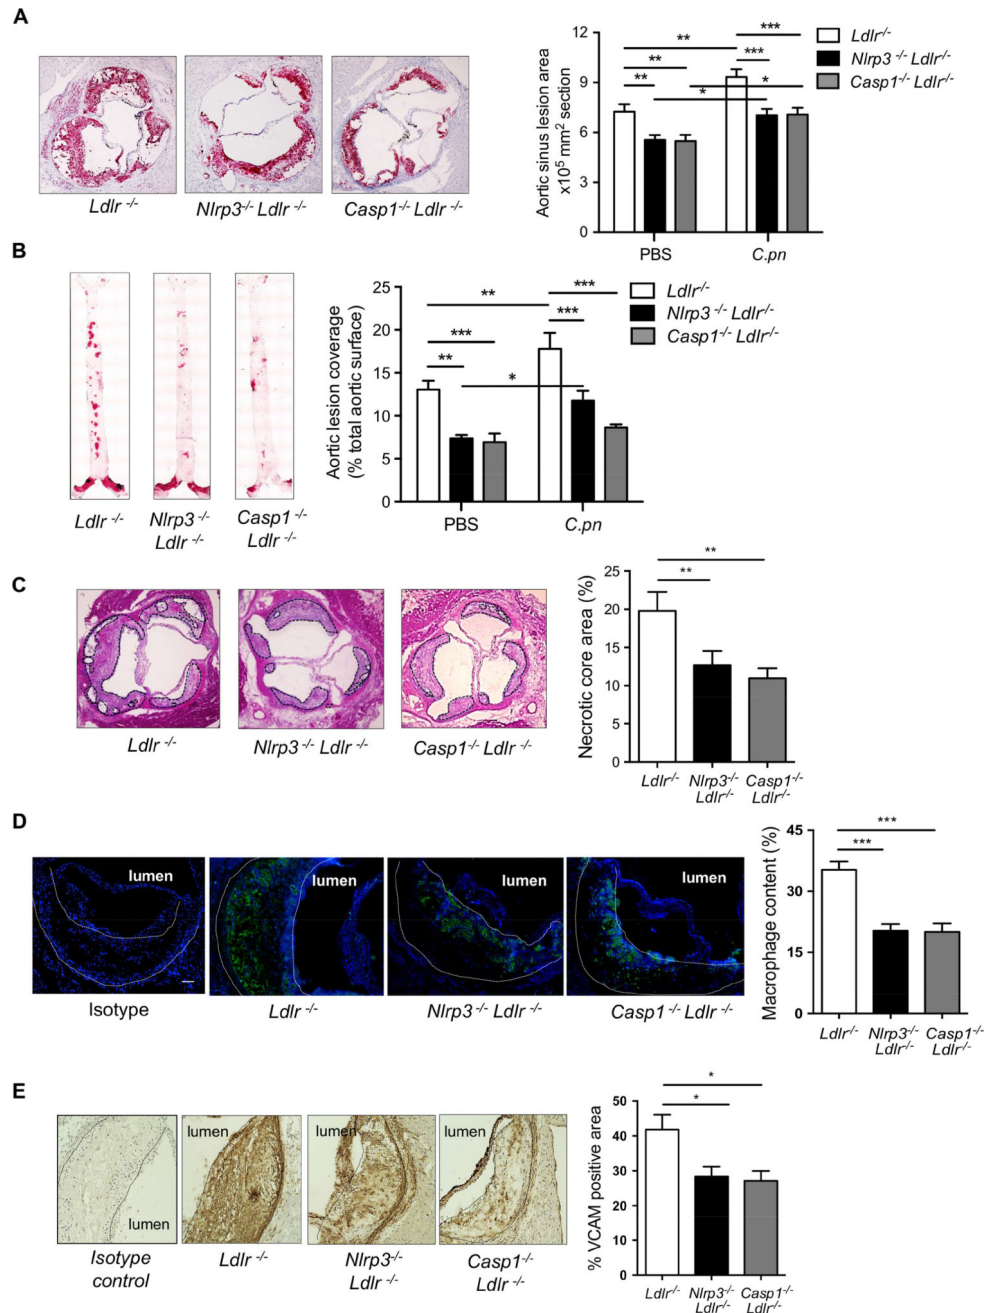 A
Ldlr -/-
Nlrp3-/- Ldlr -/-
Casp1-/- Ldlr -/-
Aortic sinus lesion area
x10⁵ mm² section
12
9
6
3
0
**
***
**
***
**
*
*
PBS
C.pn
Ldlr-/-
Nlrp3 -/- Ldlr-/-
Casp1-/- Ldlr-/-
B
Ldlr -/-
Nlrp3 -/-
Ldlr -/-
Casp1 -/-
Ldlr -/-
Aortic lesion coverage
(% total aortic surface)
25
20
15
10
5
0
**
***
***
***
**
*
PBS
C.pn
Ldlr-/-
Nlrp3 -/- Ldlr-/-
Casp1-/- Ldlr-/-
C
Ldlr -/-
Nlrp3 -/- Ldlr -/-
Casp1-/- Ldlr -/-
Necrotic core area (%)
25
20
15
10
5
0
**
**
Ldlr-/-
Nlrp3-/-
Ldlr-/-
Casp1-/-
Ldlr-/-
D
lumen
lumen
lumen
lumen
Isotype
Ldlr -/-
Nlrp3 -/- Ldlr -/-
Casp1 -/- Ldlr -/-
Macrophage content (%)
45
30
15
0
***
***
Ldlr-/-
Nlrp3-/-
Ldlr-/-
Casp1-/-
Ldlr-/-
E
lumen
lumen
lumen
lumen
Isotype
control
Ldlr -/-
Nlrp3-/-
Ldlr -/-
Casp1-/-
Ldlr -/-
% VCAM positive area
50
40
30
20
10
0
*
*
Ldlr-/-
Nlrp3-/-
Ldlr-/-
Casp1-/-
Ldlr-/-